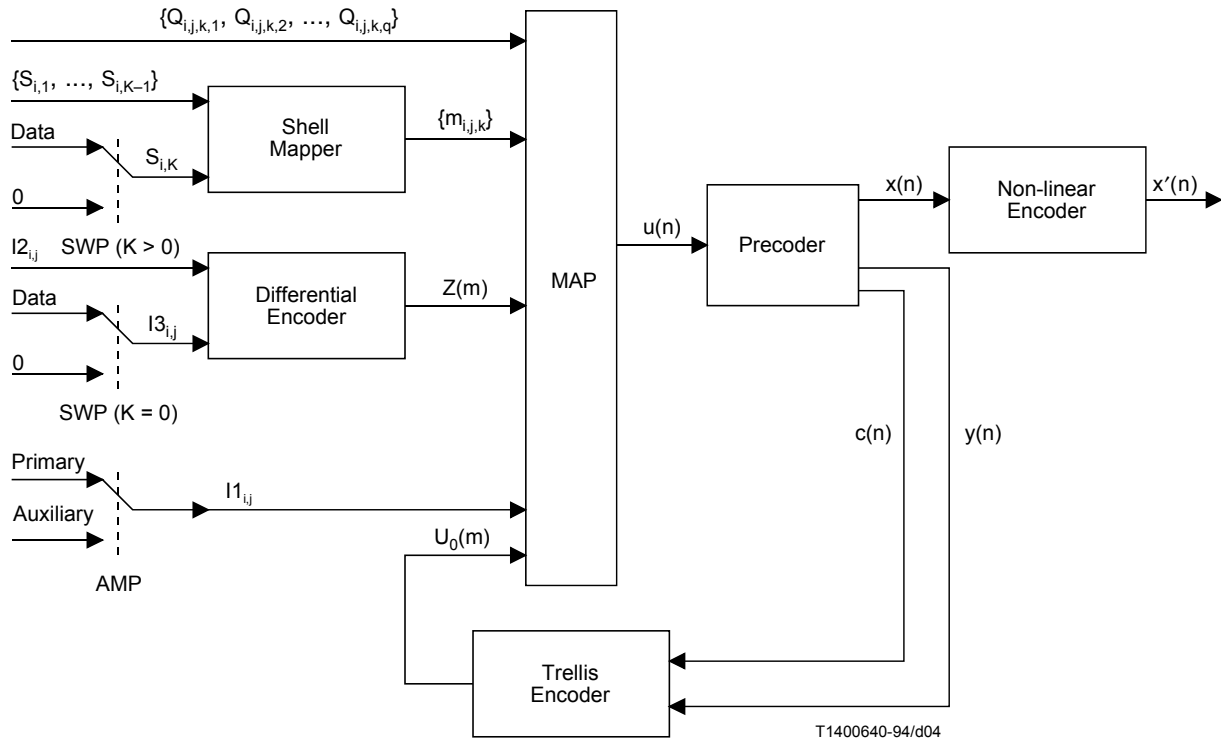 {Q_{i,j,k,1}, Q_{i,j,k,2}, …, Q_{i,j,k,q}}
{S_{i,1}, …, S_{i,K–1}}
Data
S_{i,K}
0
SWP (K > 0)
Shell
Mapper
{m_{i,j,k}}
I2_{i,j}
Data
I3_{i,j}
0
SWP (K = 0)
Differential
Encoder
Z(m)
Primary
Auxiliary
AMP
I1_{i,j}
U_0(m)
MAP
u(n)
Precoder
x(n)
Non-linear
Encoder
x′(n)
c(n)
y(n)
Trellis
Encoder
T1400640-94/d04